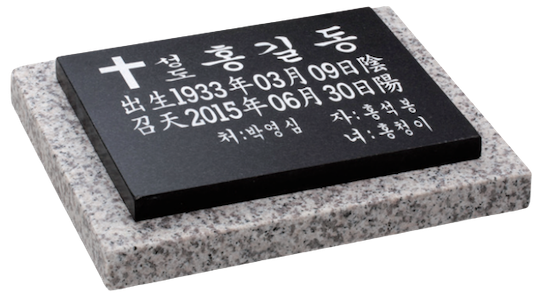 성도 홍길동
出生1933年03月09日陰
召天2015年06月30日陽
처:박영심 자:홍석봉
녀:홍청이